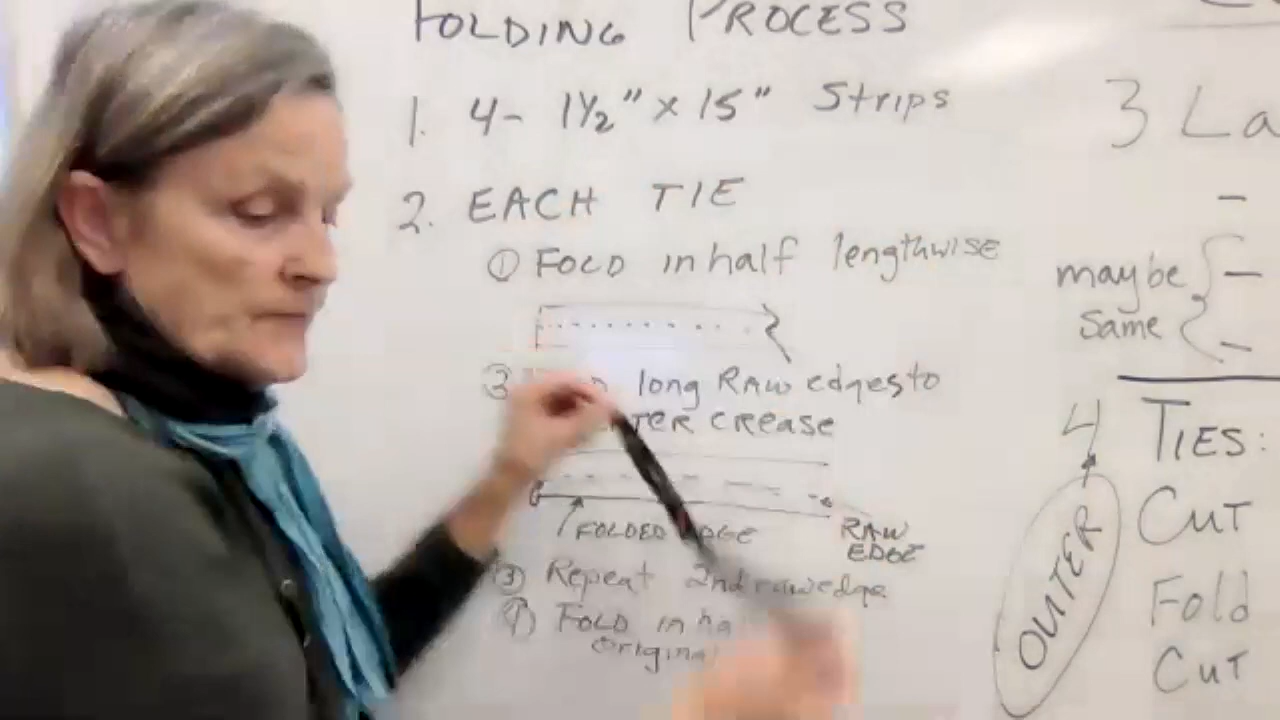 FOLDING PROCESS
1. 4- 1½" x 15" Strips
2. EACH TIE
① FOLD in half lengthwise
long RAW edges to
CREASE
FOLDED EDGE
RAW
EDGE
③ Repeat 2nd raw edge
④ FOLD in
original
3 La
-
maybe { -
Same -
4 TIES:
OUTER
CUT
Fold
CUT